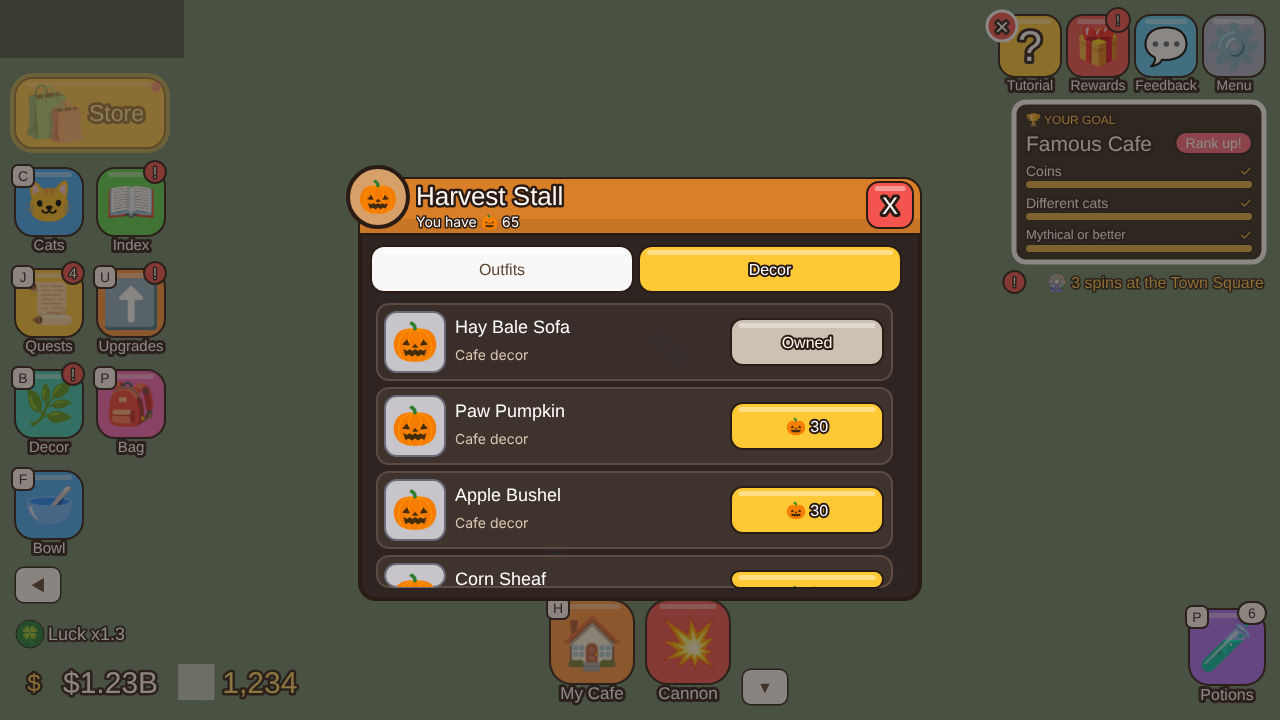 Store
C
Cats
!
Index
J
4
Quests
U
!
Upgrades
B
!
Decor
P
Bag
F
Bowl
◀
Luck x1.3
$ $1.23B
1,234
Harvest Stall
You have 🎃 65
X
Outfits
Decor
Hay Bale Sofa
Cafe decor
Owned
Paw Pumpkin
Cafe decor
🎃 30
Apple Bushel
Cafe decor
🎃 30
Corn Sheaf
H
My Cafe
Cannon
▼
?
Tutorial
!
Rewards
Feedback
Menu
🏆 YOUR GOAL
Famous Cafe
Rank up!
Coins ✓
Different cats ✓
Mythical or better ✓
!
🎡 3 spins at the Town Square
P
6
Potions